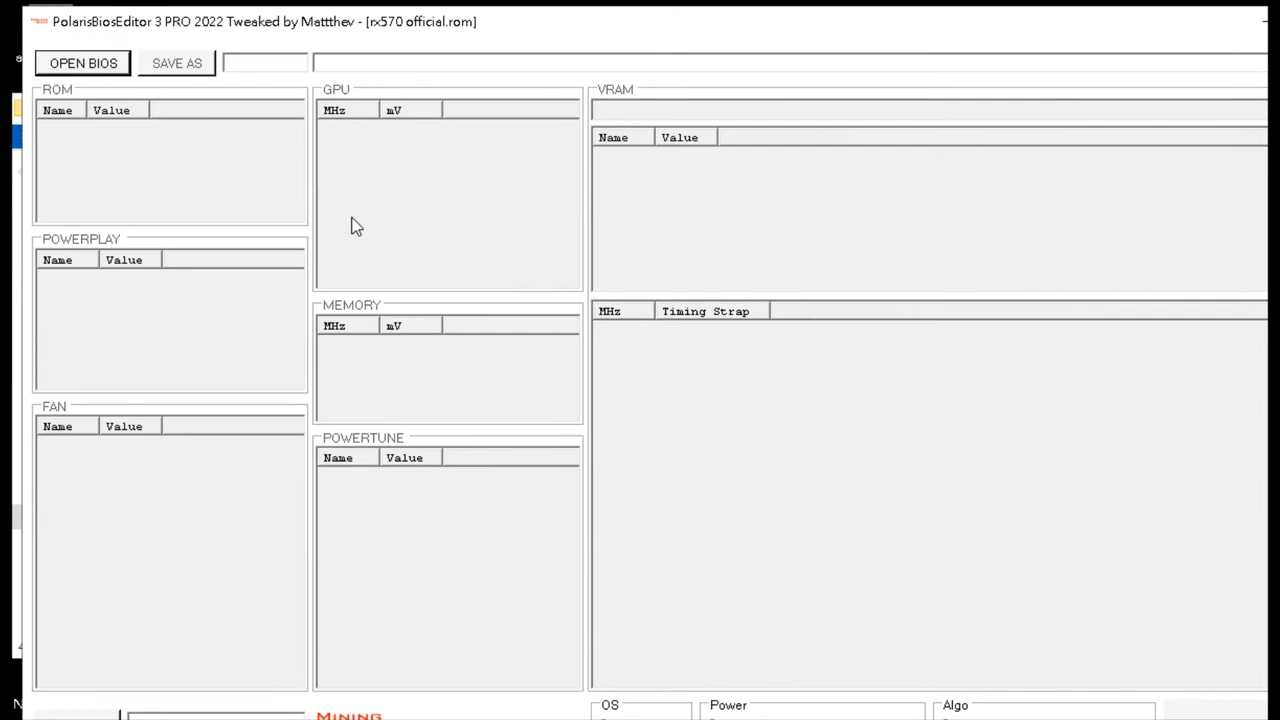 PolarisBiosEditor 3 PRO 2022 Tweaked by Mattthev - [rx570 official.rom]
OPEN BIOS SAVE AS
ROM
Name Value
POWERPLAY
Name Value
FAN
Name Value
GPU
MHz mV
MEMORY
MHz mV
POWERTUNE
Name Value
VRAM
Name Value
MHz Timing Strap
MINING
OS Power Algo